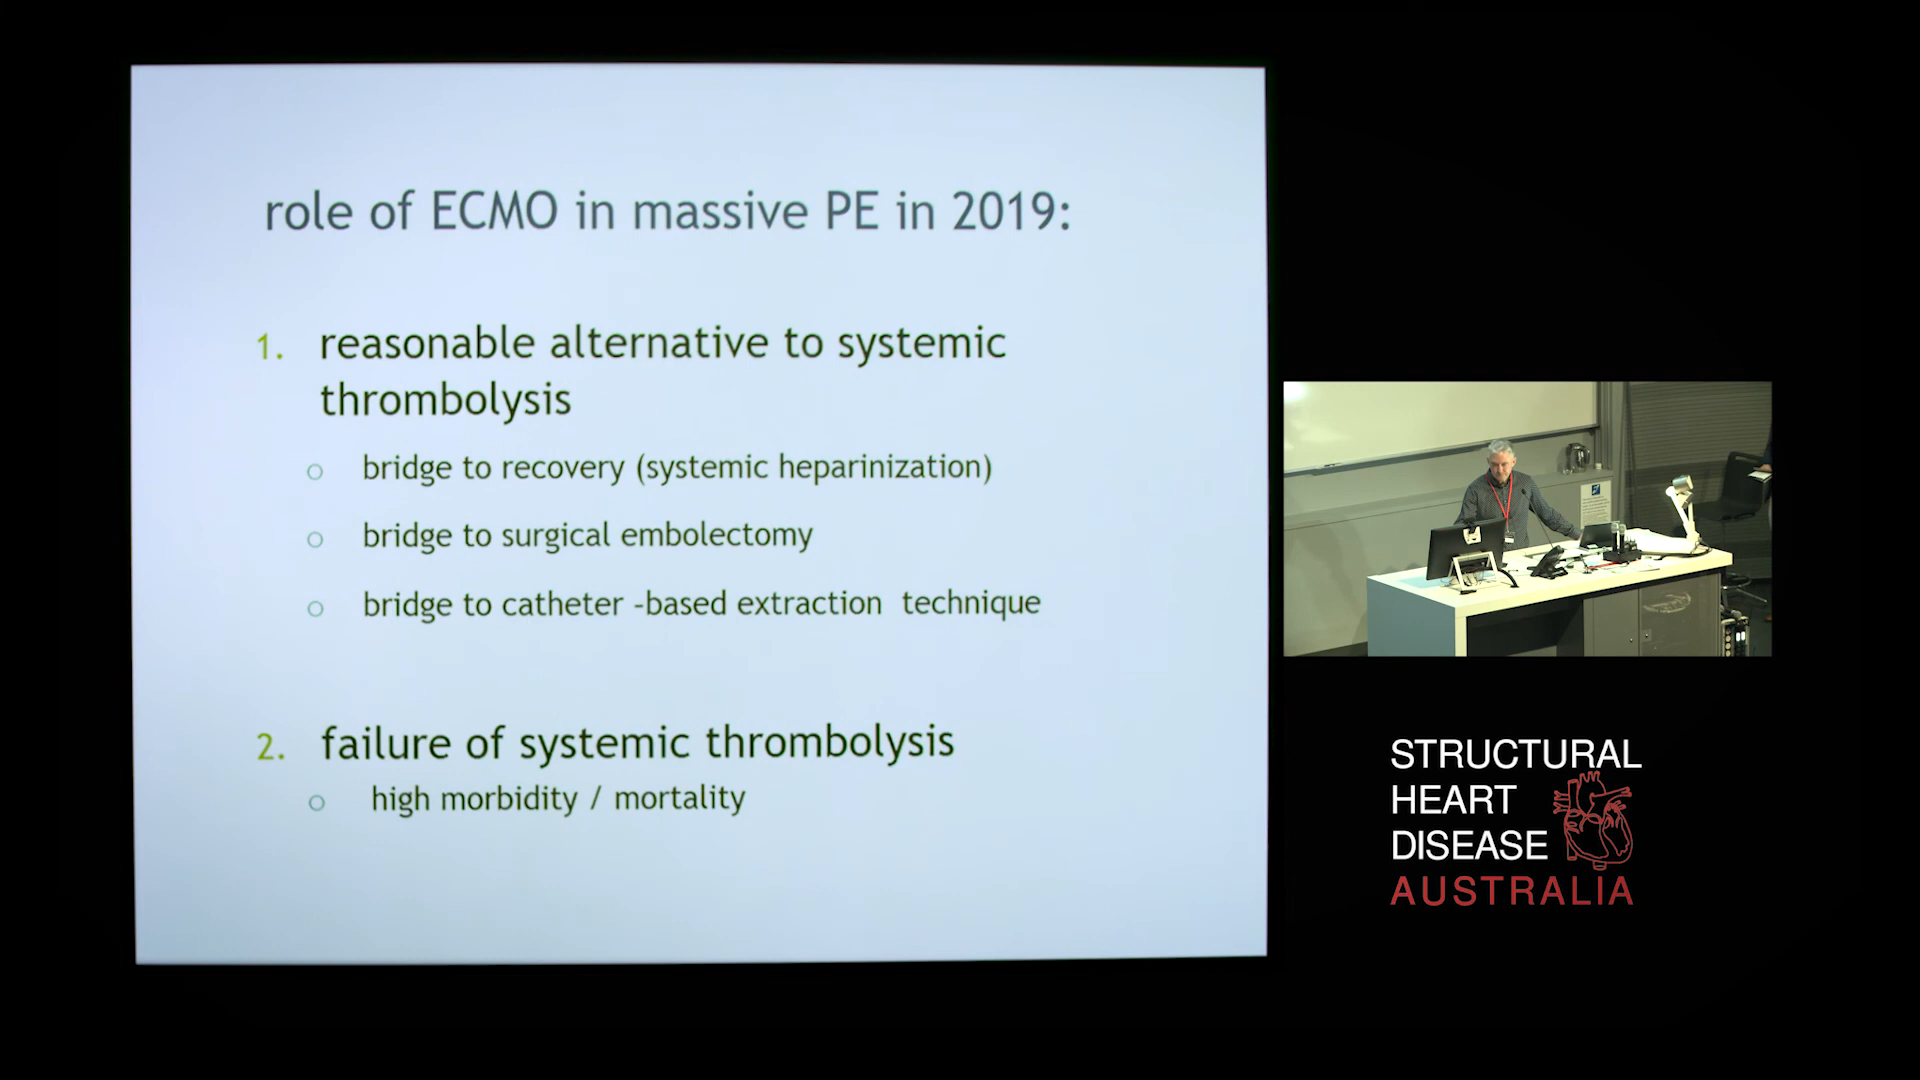 role of ECMO in massive PE in 2019:
1. reasonable alternative to systemic
thrombolysis
○ bridge to recovery (systemic heparinization)
○ bridge to surgical embolectomy
○ bridge to catheter -based extraction technique
2. failure of systemic thrombolysis
○ high morbidity / mortality
STRUCTURAL
HEART
DISEASE
AUSTRALIA